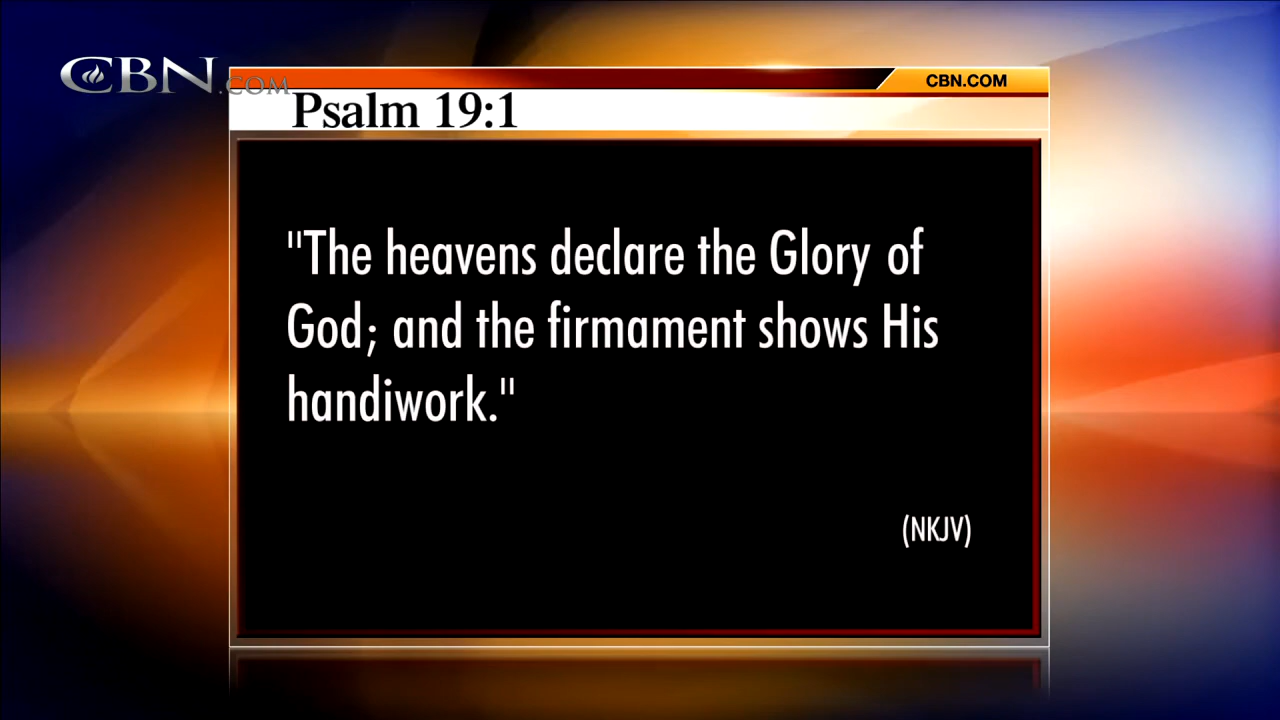 CBN.COM
CBN.COM
Psalm 19:1
"The heavens declare the Glory of
God; and the firmament shows His
handiwork."
(NKJV)